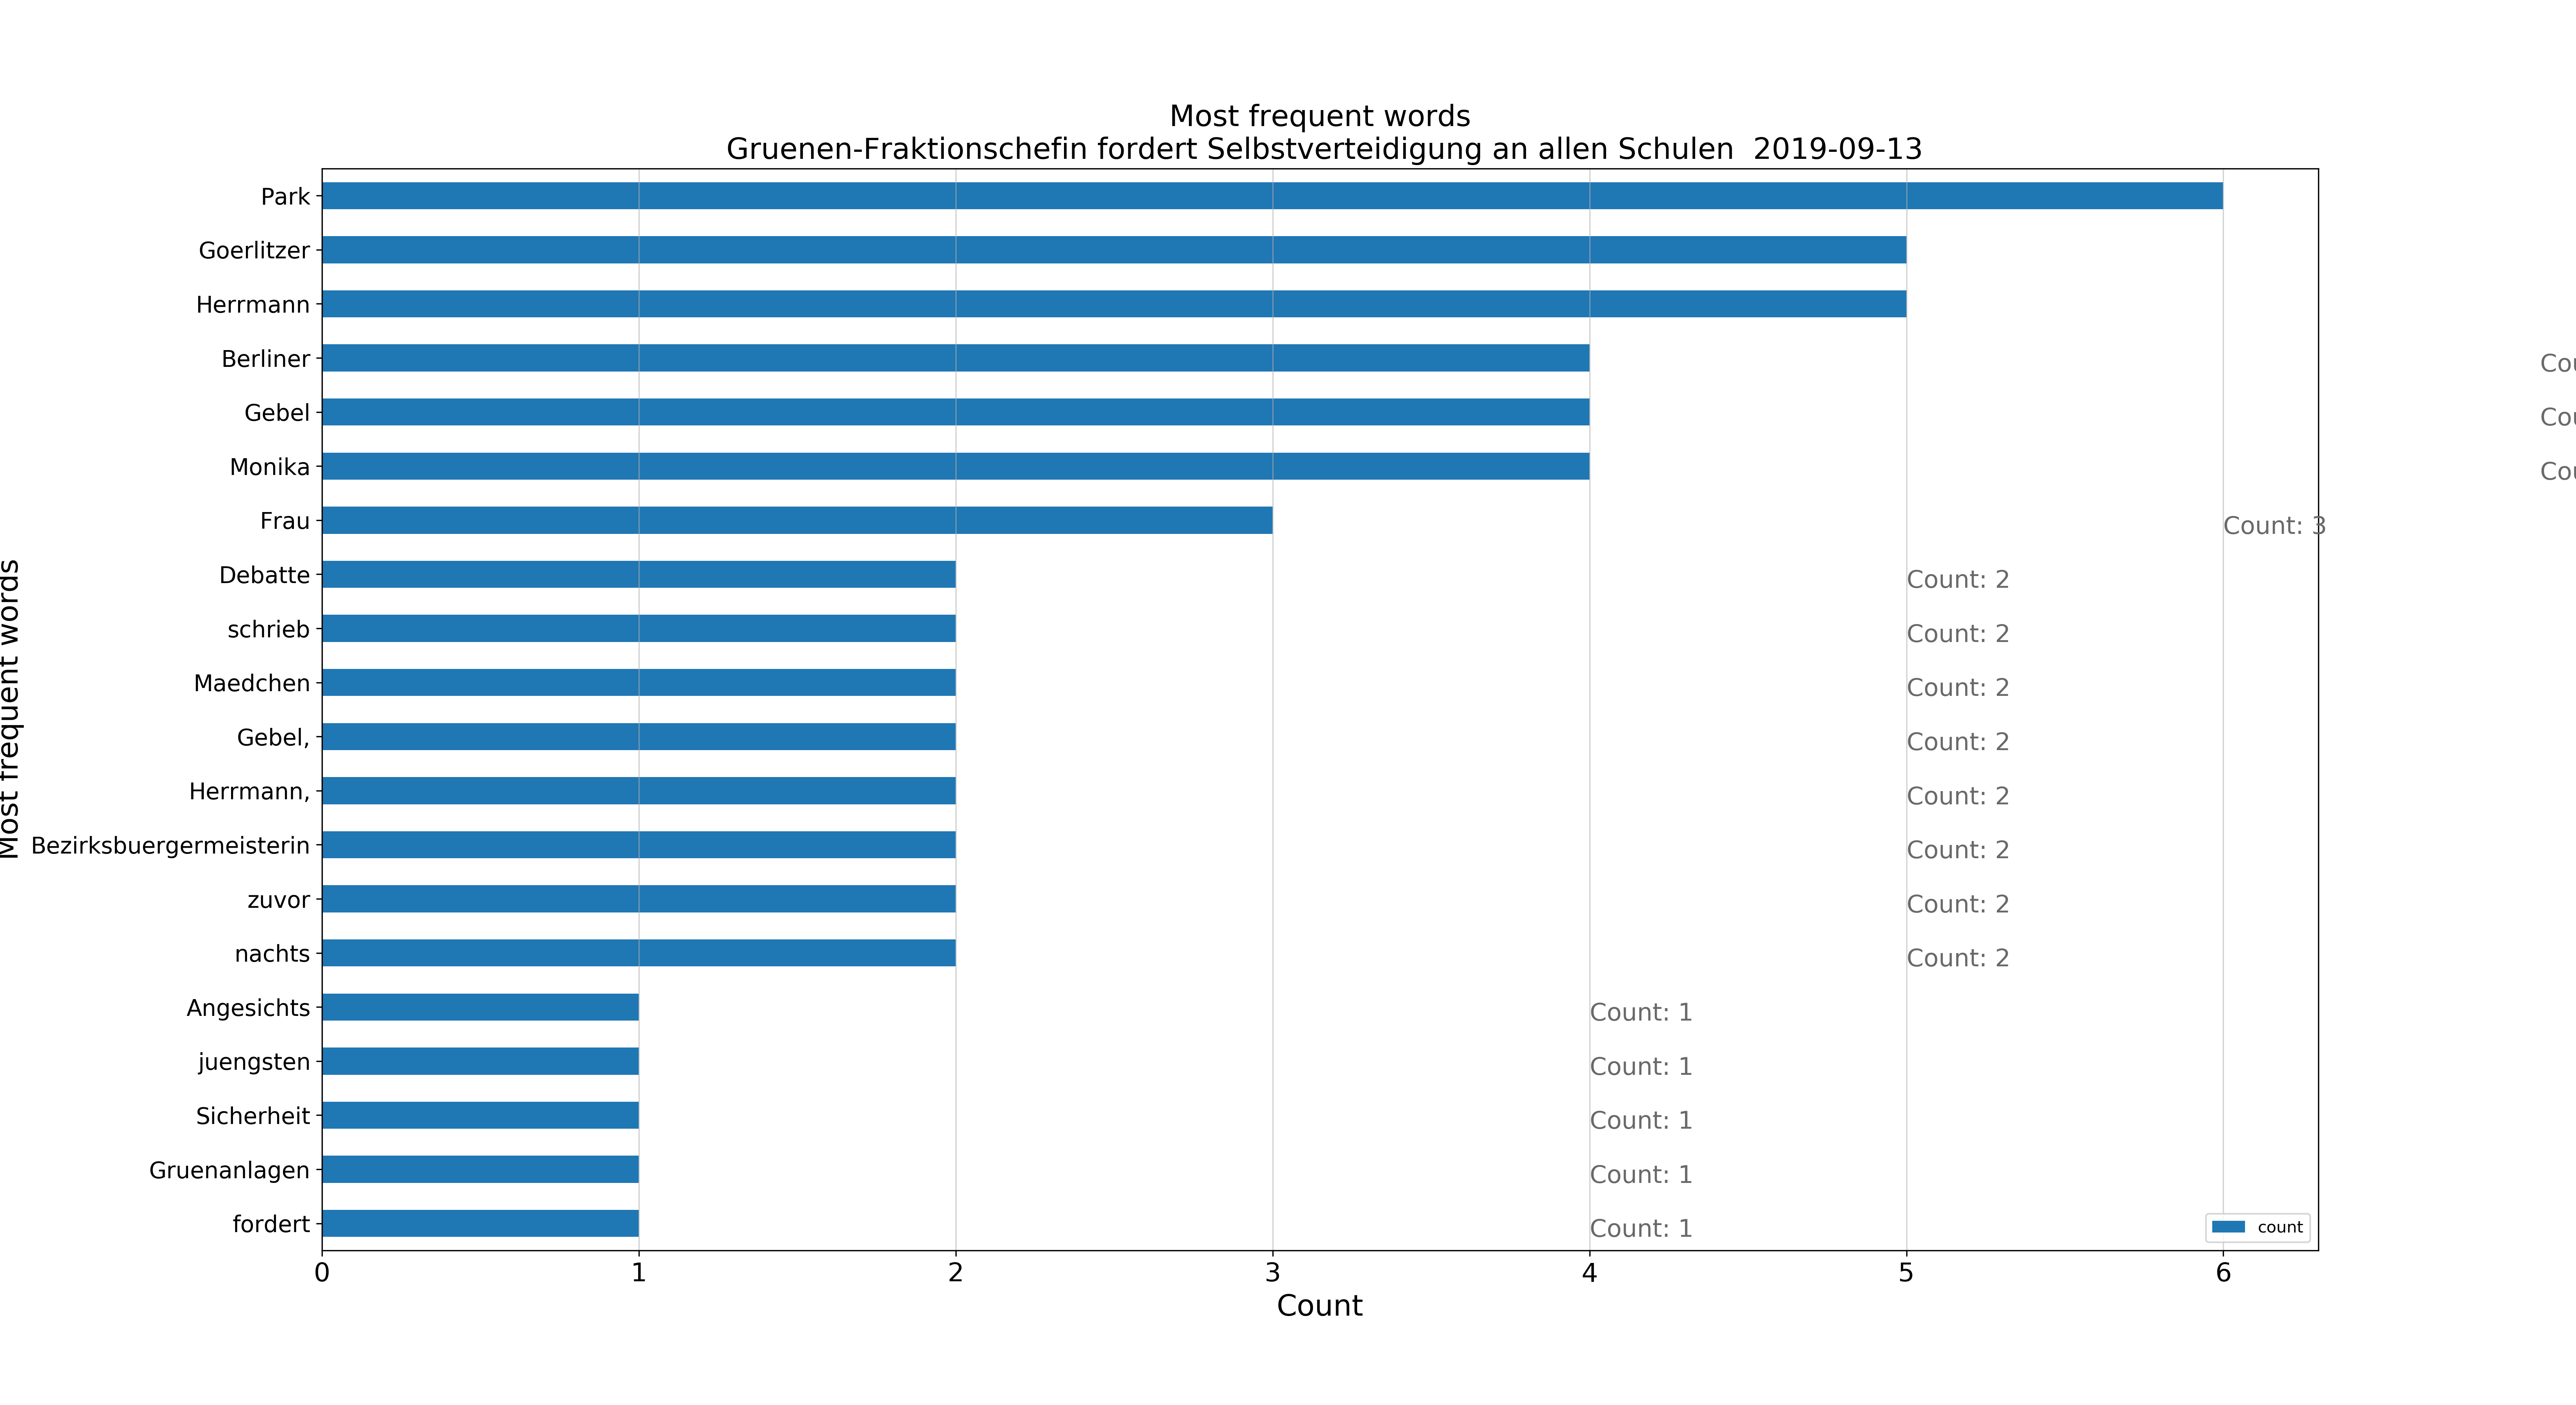 Most frequent words
Gruenen-Fraktionschefin fordert Selbstverteidigung an allen Schulen 2019-09-13
Most frequent words
Park
Goerlitzer
Herrmann
Berliner Cou
Gebel Cou
Monika Cou
Frau Count: 3
Debatte Count: 2
schrieb Count: 2
Maedchen Count: 2
Gebel, Count: 2
Herrmann, Count: 2
Bezirksbuergermeisterin Count: 2
zuvor Count: 2
nachts Count: 2
Angesichts Count: 1
juengsten Count: 1
Sicherheit Count: 1
Gruenanlagen Count: 1
fordert Count: 1
count
0 1 2 3 4 5 6
Count